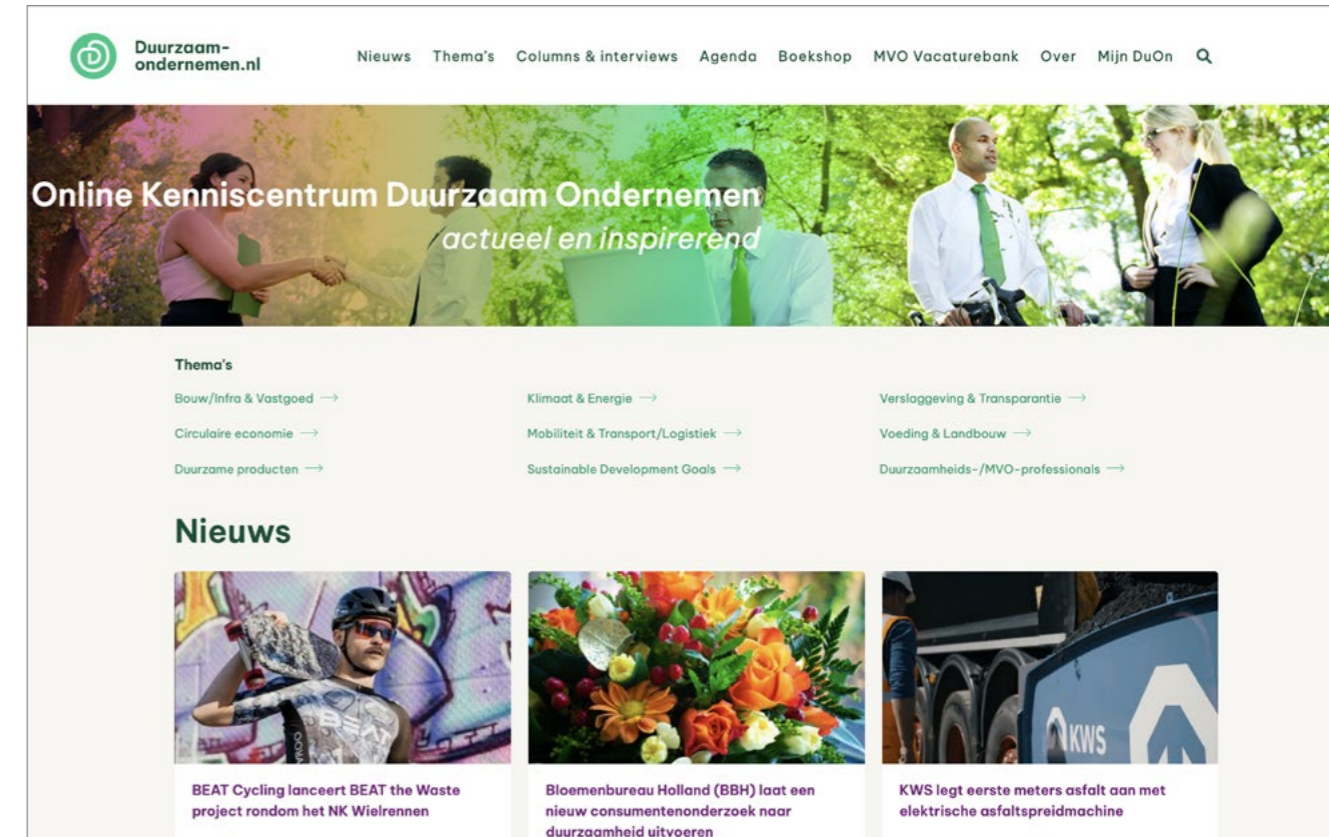 Duurzaam-
ondernemen.nl
Nieuws Thema's Columns & interviews Agenda Boekshop MVO Vacaturebank Over Mijn DuOn
Online Kenniscentrum Duurzaam Ondernemen
actueel en inspirerend
Thema's
Bouw/Infra & Vastgoed → Klimaat & Energie → Verslaggeving & Transparantie →
Circulaire economie → Mobiliteit & Transport/Logistiek → Voeding & Landbouw →
Duurzame producten → Sustainable Development Goals → Duurzaamheids-/MVO-professionals →
Nieuws
BEAT
KWS
BEAT Cycling lanceert BEAT the Waste
project rondom het NK Wielrennen
Bloemenbureau Holland (BBH) laat een
nieuw consumentenonderzoek naar
duurzaamheid uitvoeren
KWS legt eerste meters asfalt aan met
elektrische asfaltspreidmachine